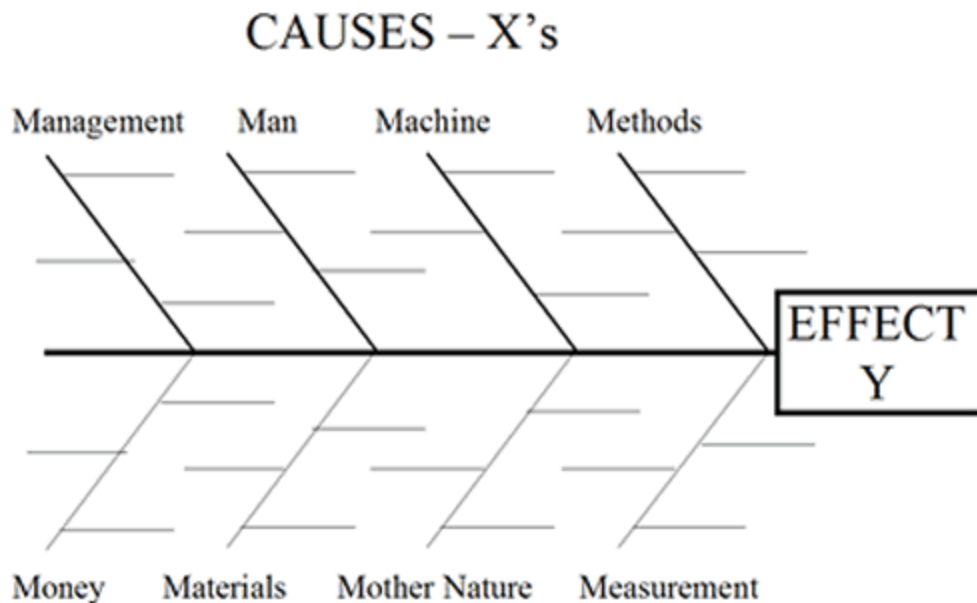 CAUSES – X’s
Management Man Machine Methods
EFFECT
Y
Money Materials Mother Nature Measurement